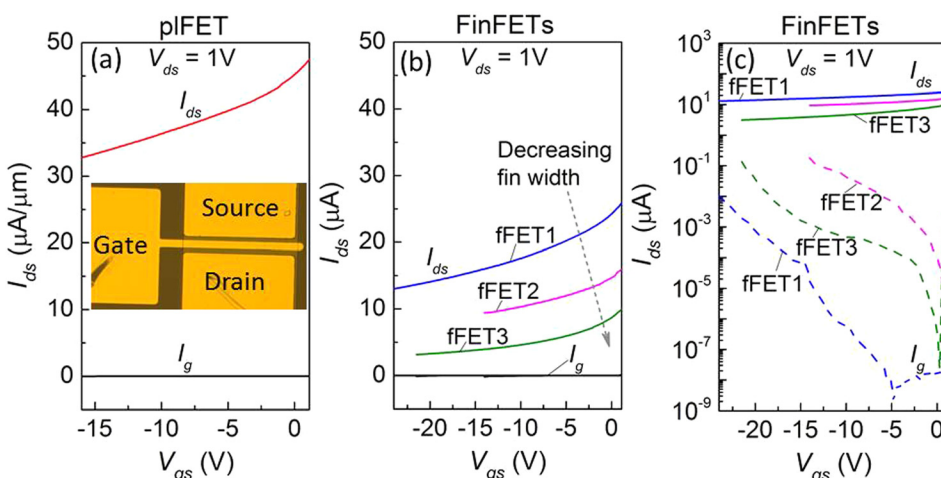 plFET
(a)
V_ds = 1V
I_ds
Gate
Source
Drain
I_g
50
40
30
20
10
0
I_ds (μA/μm)
-15
-10
-5
0
V_gs (V)
FinFETs
(b)
V_ds = 1V
Decreasing
fin width
I_ds
fFET1
fFET2
fFET3
I_g
50
40
30
20
10
0
I_ds (μA)
-20
-15
-10
-5
0
V_gs (V)
FinFETs
(c)
V_ds = 1V
I_ds
fFET1
fFET3
fFET2
fFET3
fFET1
I_g
10^3
10^1
10^-1
10^-3
10^-5
10^-7
10^-9
I_ds (μA)
-20
-15
-10
-5
0
V_gs (V)